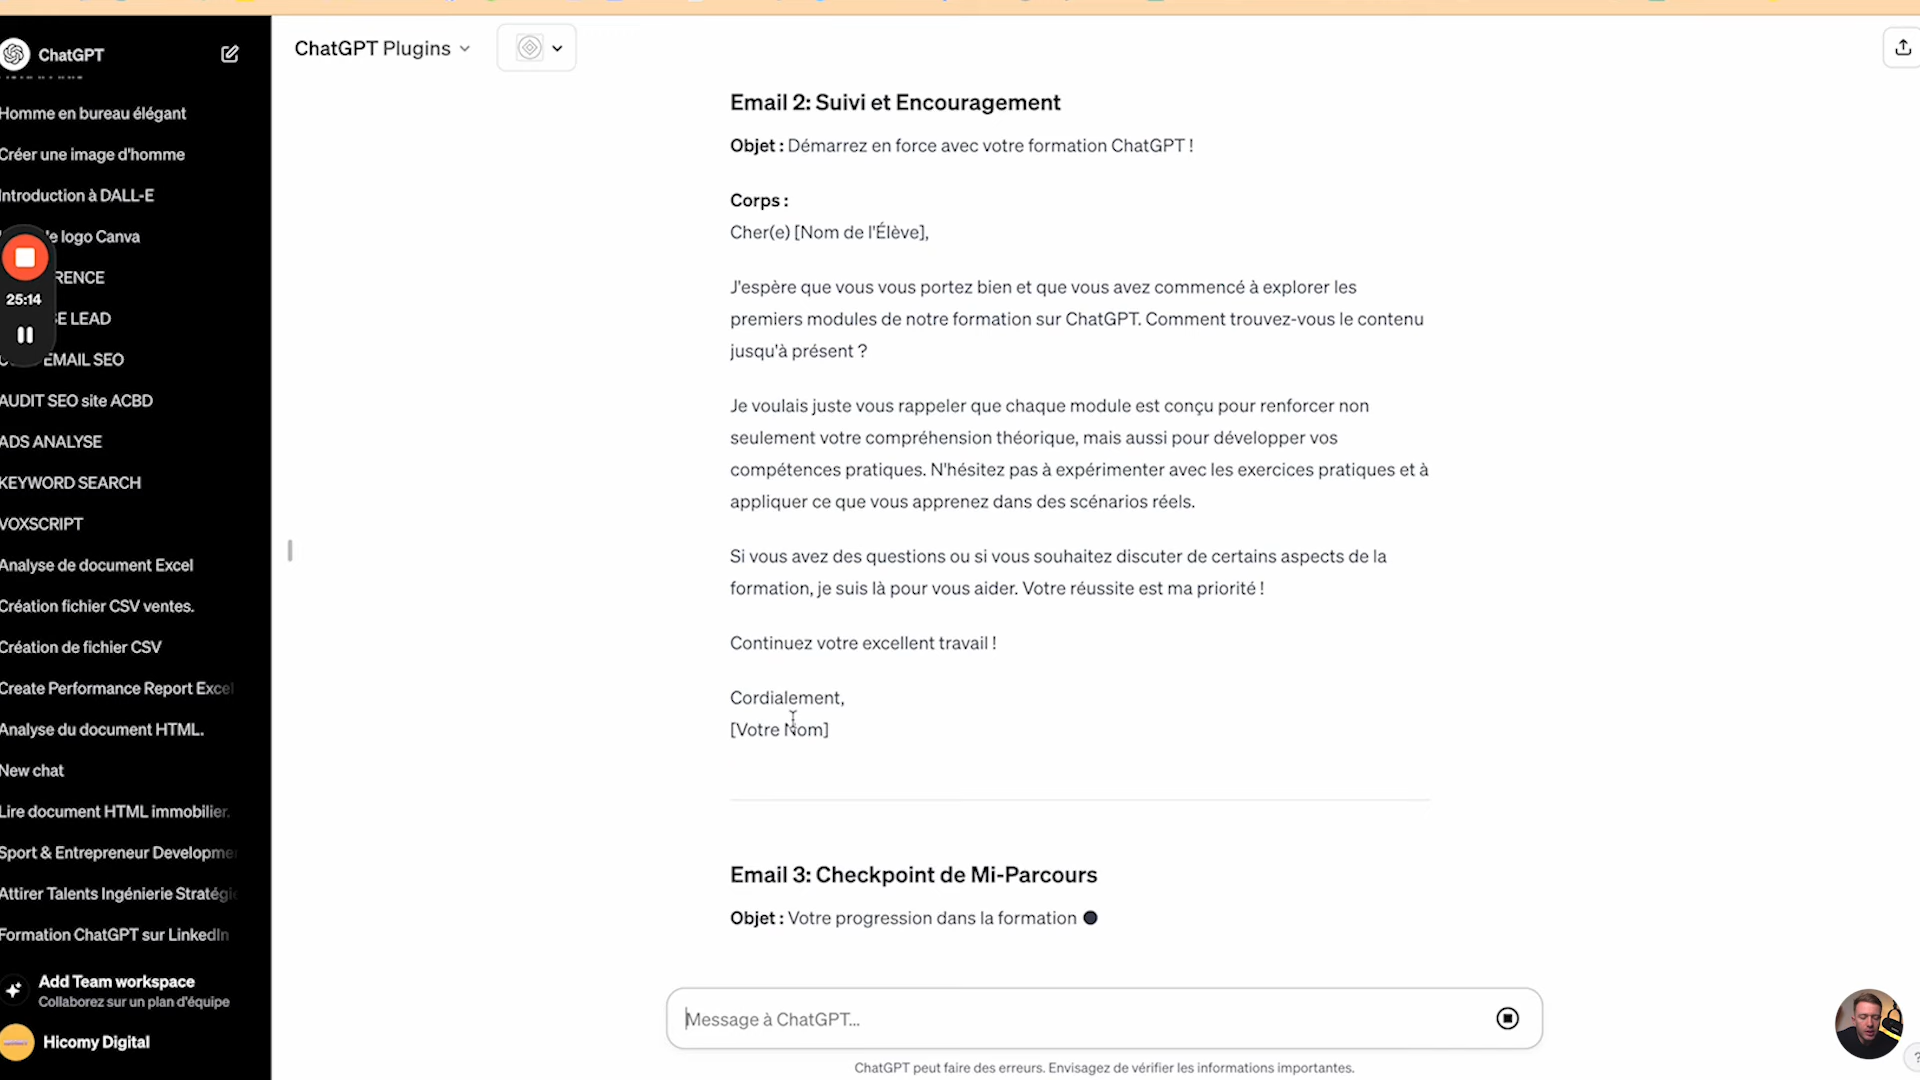 ChatGPT
Homme en bureau élégant
Créer une image d'homme
Introduction à DALL-E
logo Canva
RENCE
LEAD
25:14
EMAIL SEO
AUDIT SEO site ACBD
ADS ANALYSE
KEYWORD SEARCH
VOXSCRIPT
Analyse de document Excel
Création fichier CSV ventes.
Création de fichier CSV
Create Performance Report Excel
Analyse du document HTML.
New chat
Lire document HTML immobilier.
Sport & Entrepreneur Developme
Attirer Talents Ingénierie Stratégi
Formation ChatGPT sur LinkedIn
Add Team workspace
Collaborez sur un plan d'équipe
Hicomy Digital
ChatGPT Plugins
Email 2: Suivi et Encouragement
Objet : Démarrez en force avec votre formation ChatGPT !
Corps :
Cher(e) [Nom de l'Élève],
J'espère que vous vous portez bien et que vous avez commencé à explorer les
premiers modules de notre formation sur ChatGPT. Comment trouvez-vous le contenu
jusqu'à présent ?
Je voulais juste vous rappeler que chaque module est conçu pour renforcer non
seulement votre compréhension théorique, mais aussi pour développer vos
compétences pratiques. N'hésitez pas à expérimenter avec les exercices pratiques et à
appliquer ce que vous apprenez dans des scénarios réels.
Si vous avez des questions ou si vous souhaitez discuter de certains aspects de la
formation, je suis là pour vous aider. Votre réussite est ma priorité !
Continuez votre excellent travail !
Cordialement,
[Votre Nom]
Email 3: Checkpoint de Mi-Parcours
Objet : Votre progression dans la formation
Message à ChatGPT...
ChatGPT peut faire des erreurs. Envisagez de vérifier les informations importantes.
?